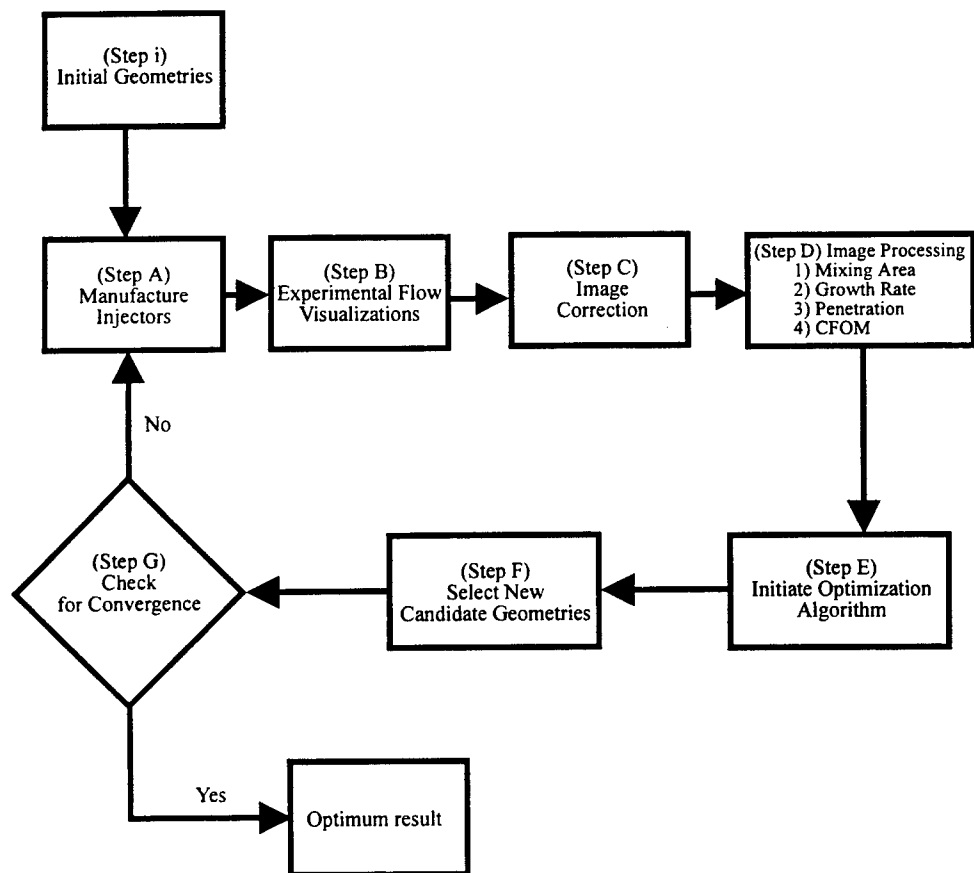 (Step i)
Initial Geometries
(Step A)
Manufacture
Injectors
(Step B)
Experimental Flow
Visualizations
(Step C)
Image
Correction
(Step D) Image Processing
1) Mixing Area
2) Growth Rate
3) Penetration
4) CFOM
No
(Step G)
Check
for Convergence
(Step F)
Select New
Candidate Geometries
(Step E)
Initiate Optimization
Algorithm
Yes
Optimum result